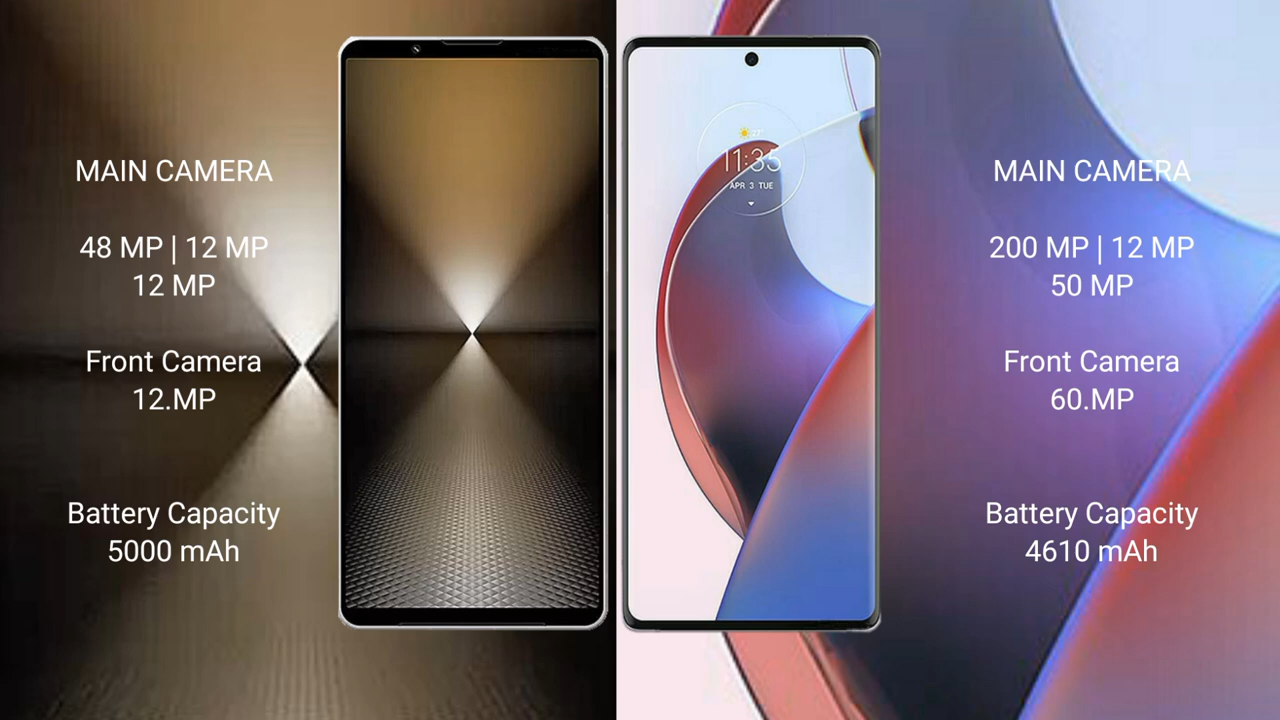 MAIN CAMERA
48 MP | 12 MP
12 MP
Front Camera
12.MP
Battery Capacity
5000 mAh
11:35
APR 3 TUE
MAIN CAMERA
200 MP | 12 MP
50 MP
Front Camera
60.MP
Battery Capacity
4610 mAh